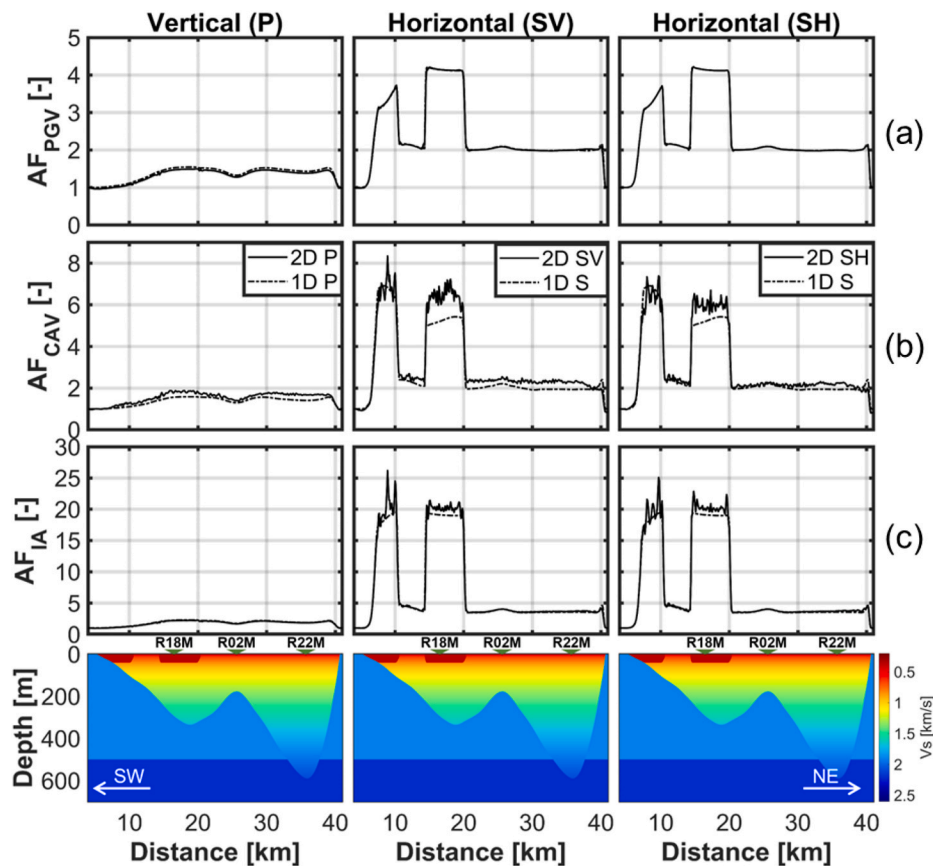 Vertical (P) Horizontal (SV) Horizontal (SH)
AF_PGV [-]
5
4
3
2
1
0
(a)
AF_CAV [-]
8
6
4
2
0
2D P
1D P
2D SV
1D S
2D SH
1D S
(b)
AF_IA [-]
30
25
20
15
10
5
0
(c)
R18M R02M R22M R18M R02M R22M R18M R02M R22M
Depth [m]
0
200
400
600
SW
NE
0.5
1
1.5
2
2.5
Vs [km/s]
10 20 30 40 10 20 30 40 10 20 30 40
Distance [km] Distance [km] Distance [km]